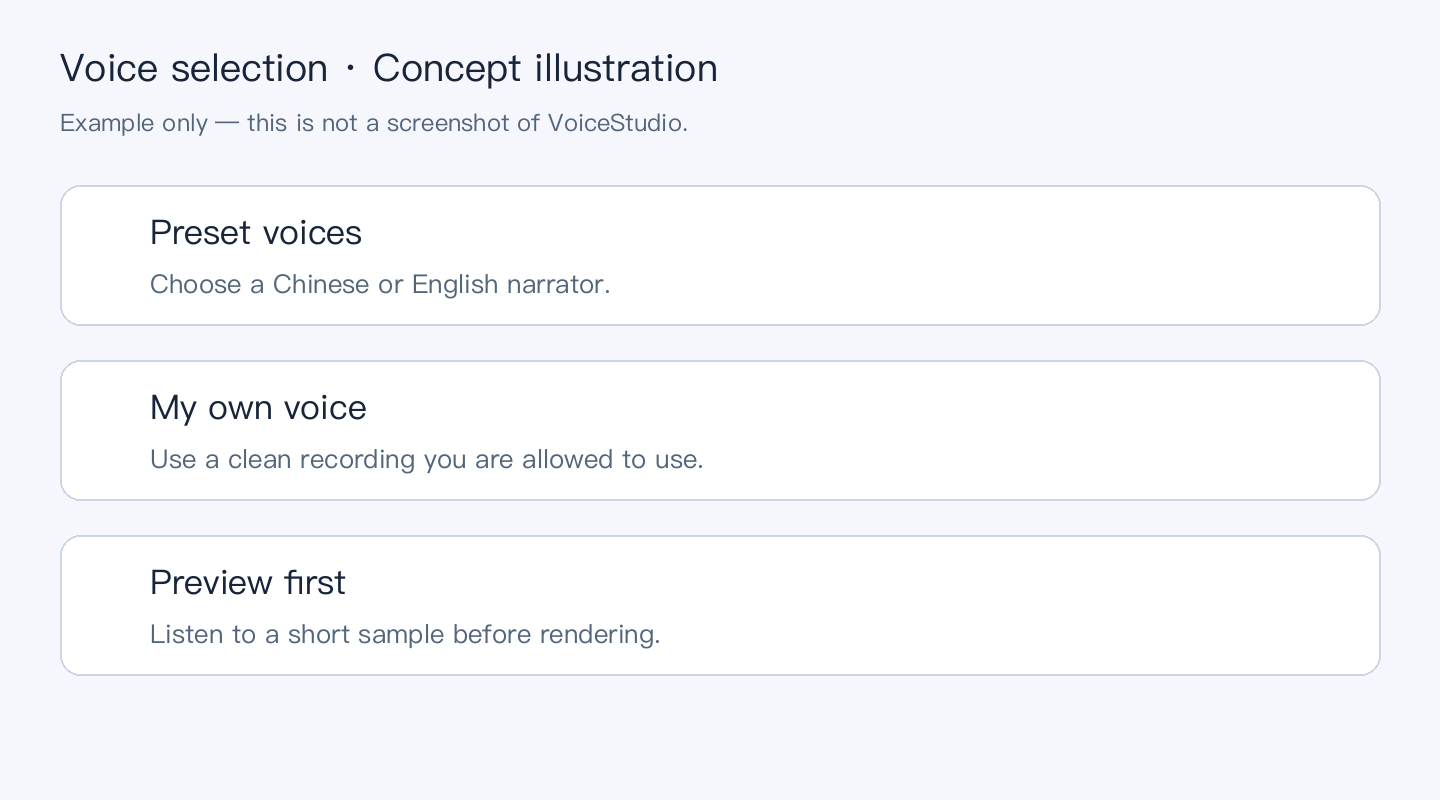 Voice selection · Concept illustration
Example only — this is not a screenshot of VoiceStudio.
Preset voices
Choose a Chinese or English narrator.
My own voice
Use a clean recording you are allowed to use.
Preview first
Listen to a short sample before rendering.